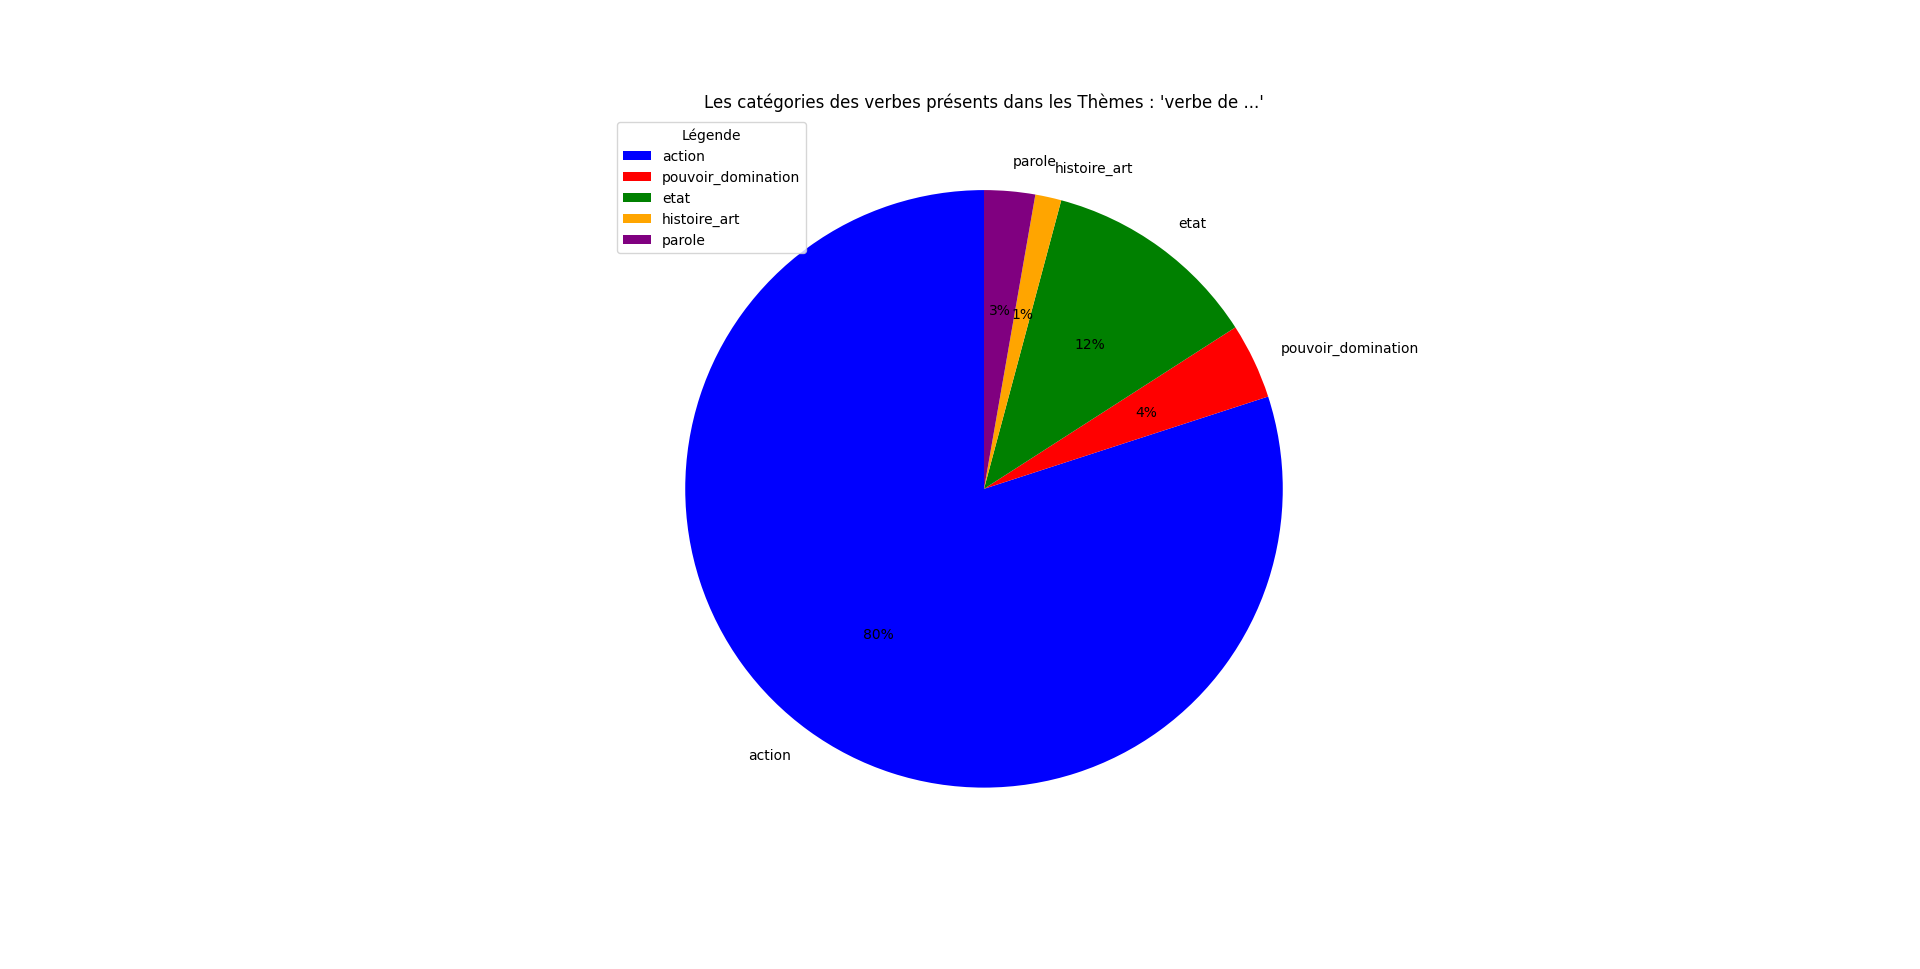 Les catégories des verbes présents dans les Thèmes : 'verbe de ...'
Légende
action
pouvoir_domination
etat
histoire_art
parole
parole
histoire_art
etat
pouvoir_domination
action
3%
1%
12%
4%
80%